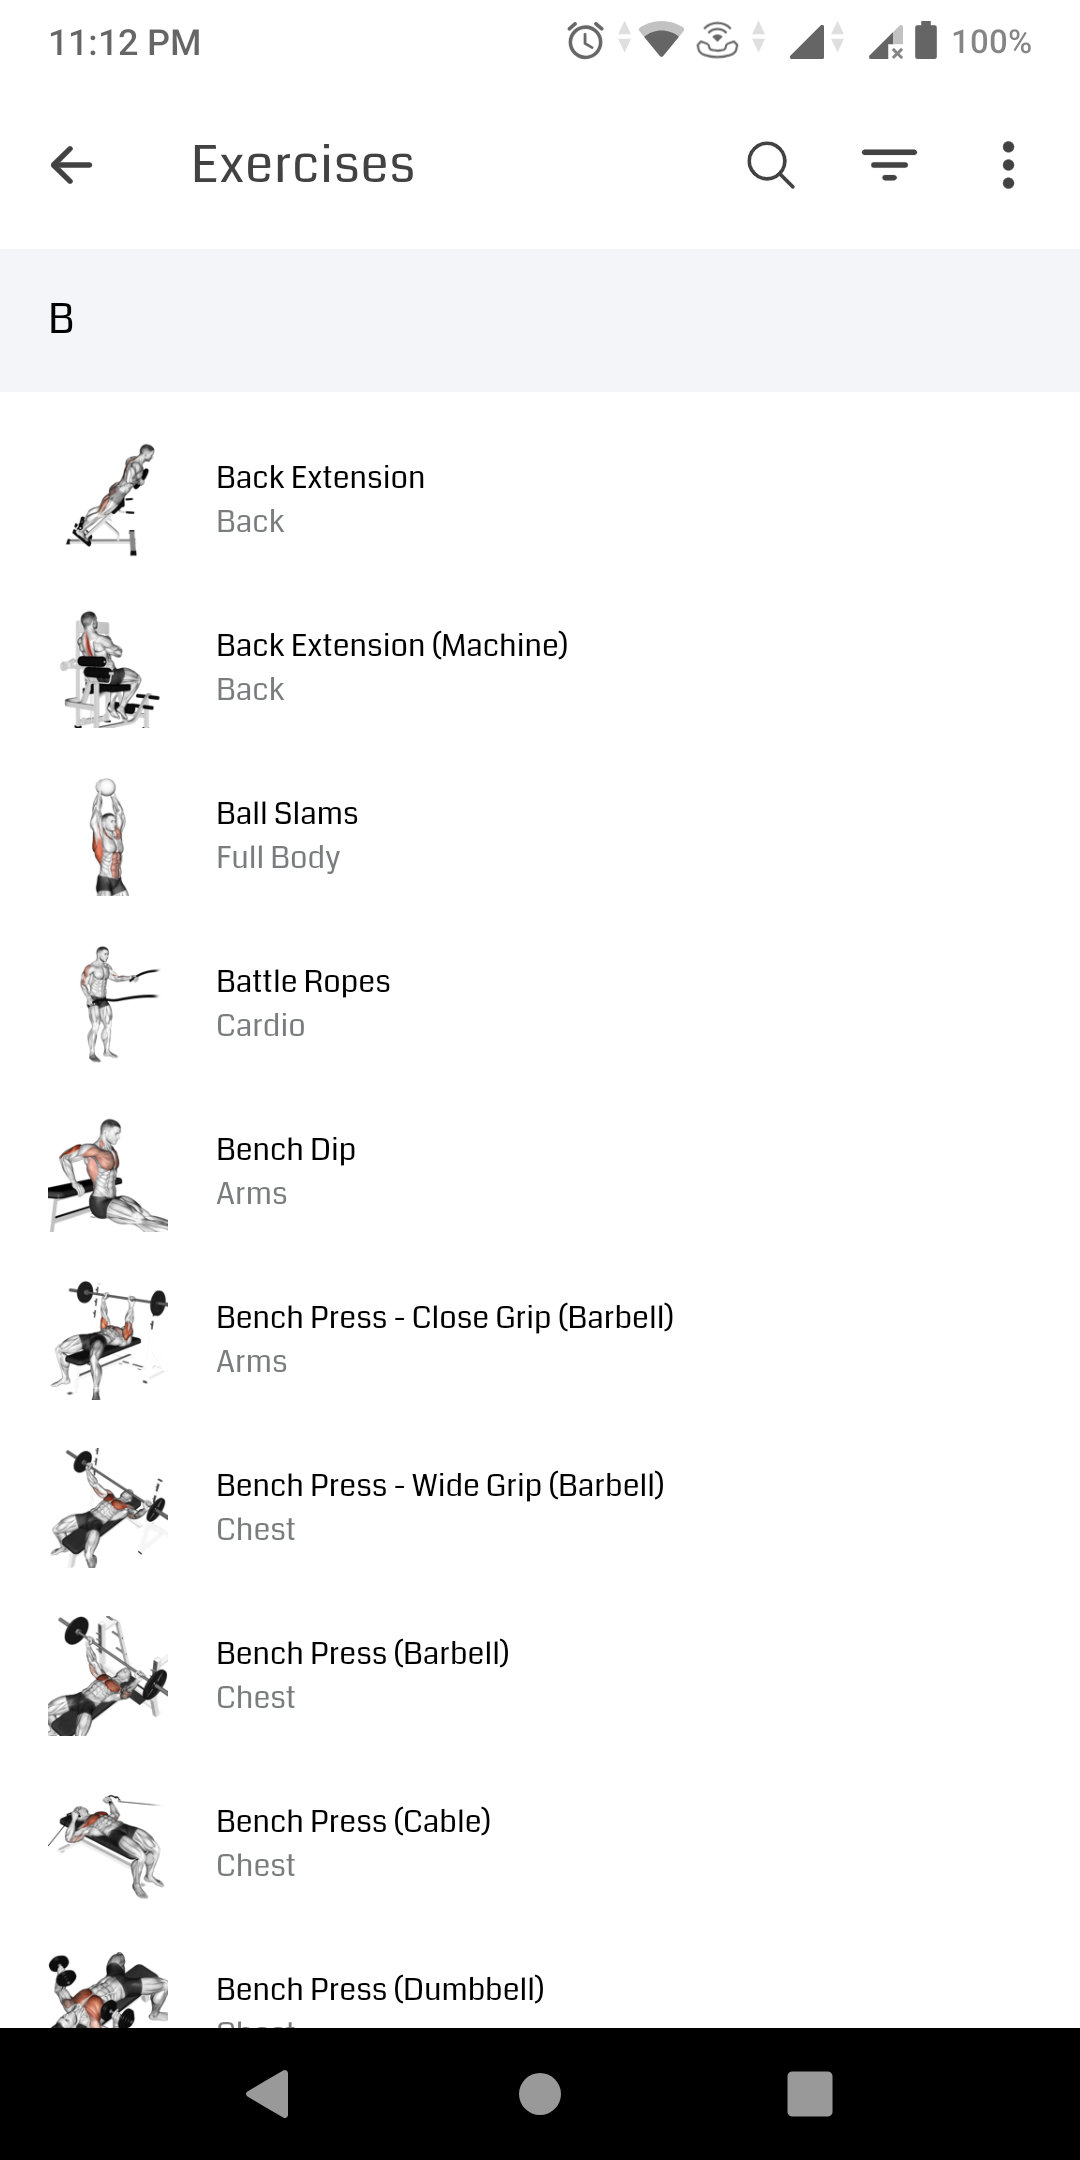 11:12 PM
100%
Exercises
B
Back Extension
Back
Back Extension (Machine)
Back
Ball Slams
Full Body
Battle Ropes
Cardio
Bench Dip
Arms
Bench Press - Close Grip (Barbell)
Arms
Bench Press - Wide Grip (Barbell)
Chest
Bench Press (Barbell)
Chest
Bench Press (Cable)
Chest
Bench Press (Dumbbell)
Chest